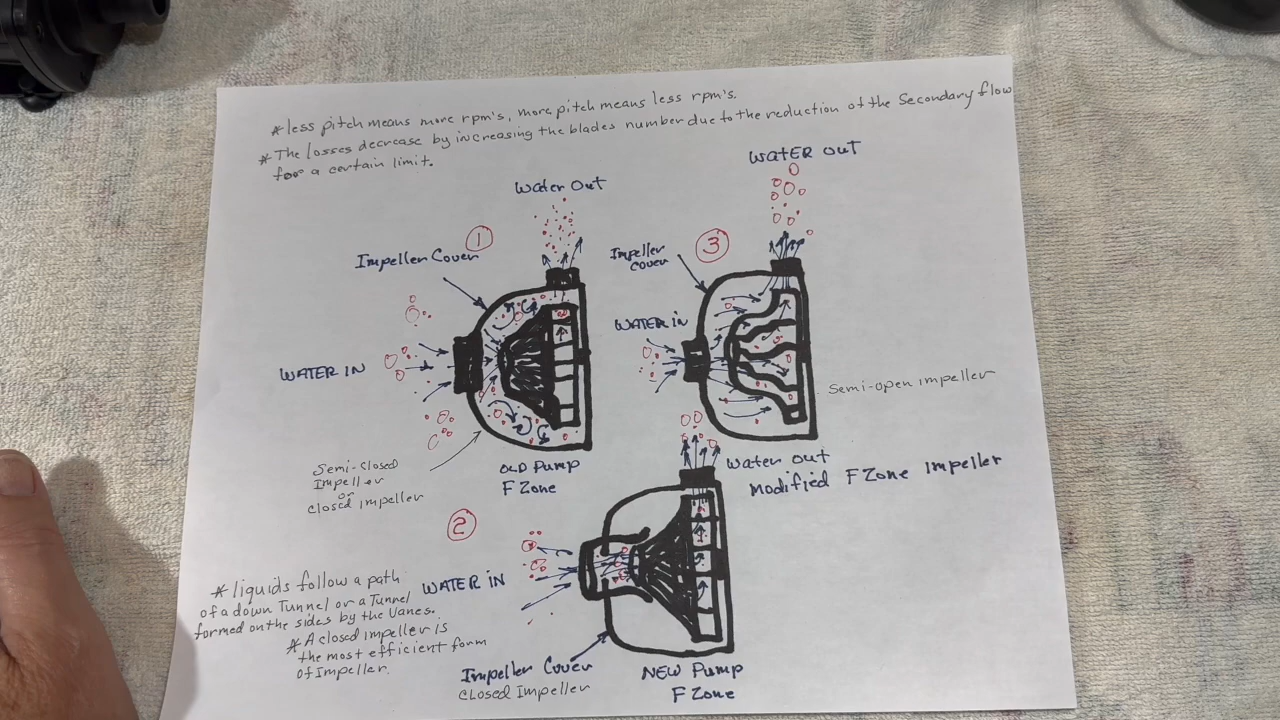 * less pitch means more rpm's, more pitch means less rpm's.
* The losses decrease by increasing the blades number due to the reduction of the Secondary flow
for a certain limit.
Water Out
1
Impeller Cover
WATER IN
Semi-closed
Impeller
or
closed impeller
OLD Pump
F Zone
WatER OUT
3
Impeller
cover
WATER in
Semi-open impeller
Modified F Zone Impeller
2
Water out
WATER in
Impeller Cover
Closed Impeller
NEW Pump
F Zone
* liquids follow a path
of a down Tunnel or a Tunnel
formed on the sides by the Vanes.
* A closed impeller is
the most efficient form
of Impeller.